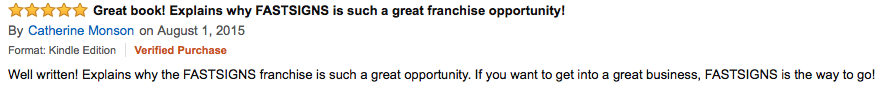 Great book! Explains why FASTSIGNS is such a great franchise opportunity!
By Catherine Monson on August 1, 2015
Format: Kindle Edition | Verified Purchase
Well written! Explains why the FASTSIGNS franchise is such a great opportunity. If you want to get into a great business, FASTSIGNS is the way to go!